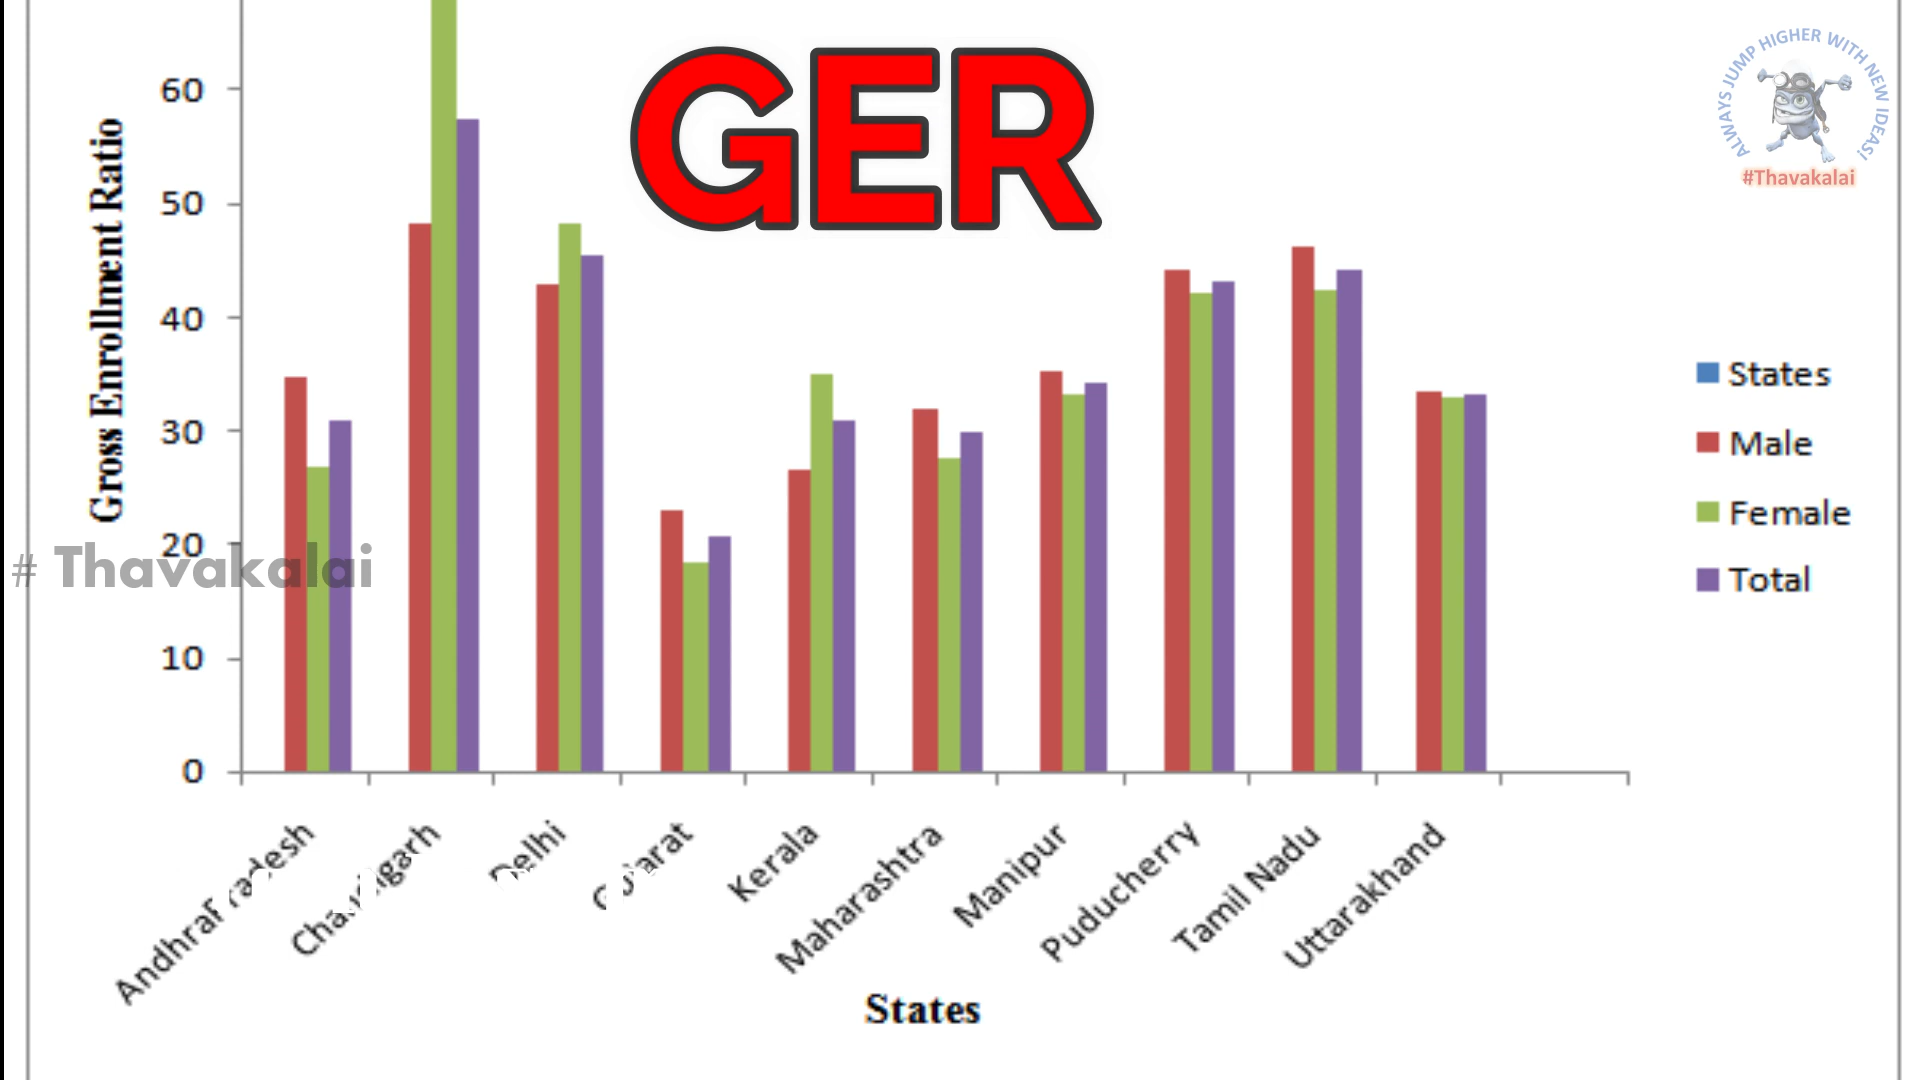 GER
ALWAYS JUMP HIGHER WITH NEW IDEAS!
#Thavakalai
Gross Enrollment Ratio
60
50
40
30
20
10
0
# Thavakalai
States
Male
Female
Total
Delhi
Kerala
Maharashtra
Manipur
Puducherry
Tamil Nadu
Uttarakhand
States